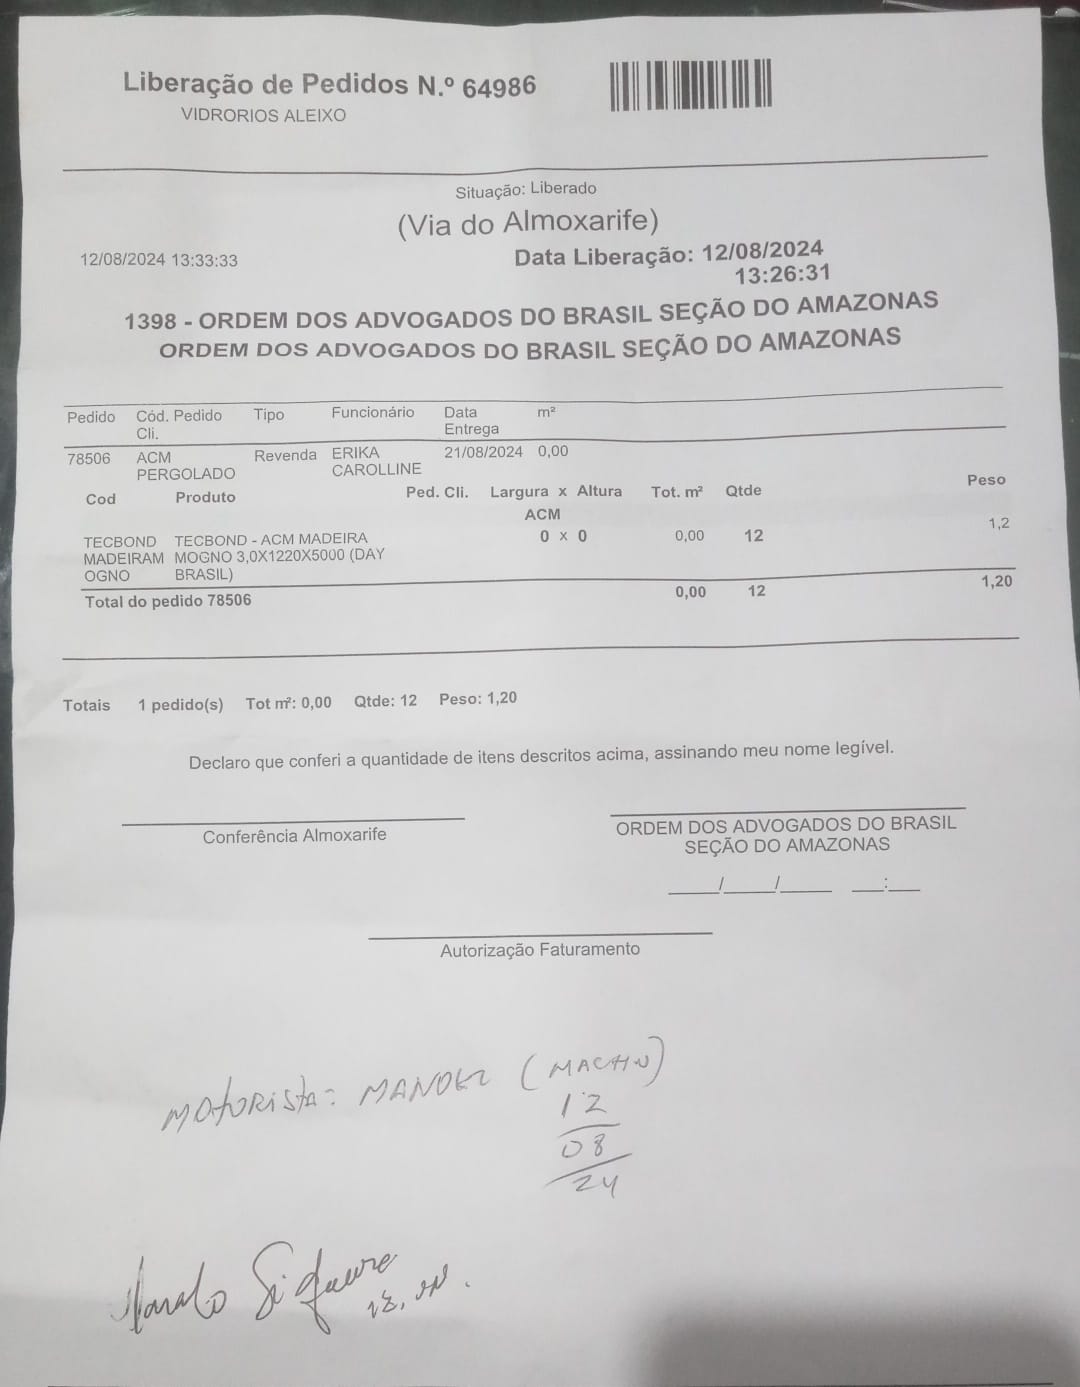 Liberação de Pedidos N.º 64986
VIDRORIOS ALEIXO
Situação: Liberado
(Via do Almoxarife)
12/08/2024 13:33:33
Data Liberação: 12/08/2024
13:26:31
1398 - ORDEM DOS ADVOGADOS DO BRASIL SEÇÃO DO AMAZONAS
ORDEM DOS ADVOGADOS DO BRASIL SEÇÃO DO AMAZONAS
Pedido Cód. Pedido Tipo Funcionário Data m²
Cli. Entrega
78506 ACM Revenda ERIKA 21/08/2024 0,00
PERGOLADO CAROLLINE
Cod Produto Ped. Cli. Largura x Altura Tot. m² Qtde Peso
ACM
TECBOND TECBOND - ACM MADEIRA 0 x 0 0,00 12 1,2
MADEIRAM MOGNO 3,0X1220X5000 (DAY
OGNO BRASIL)
Total do pedido 78506 0,00 12 1,20
Totais 1 pedido(s) Tot m²: 0,00 Qtde: 12 Peso: 1,20
Declaro que conferi a quantidade de itens descritos acima, assinando meu nome legível.
Conferência Almoxarife
ORDEM DOS ADVOGADOS DO BRASIL
SEÇÃO DO AMAZONAS
____/____/____ __:__
Autorização Faturamento
MOTORISTA: MANOEL
12
08
24